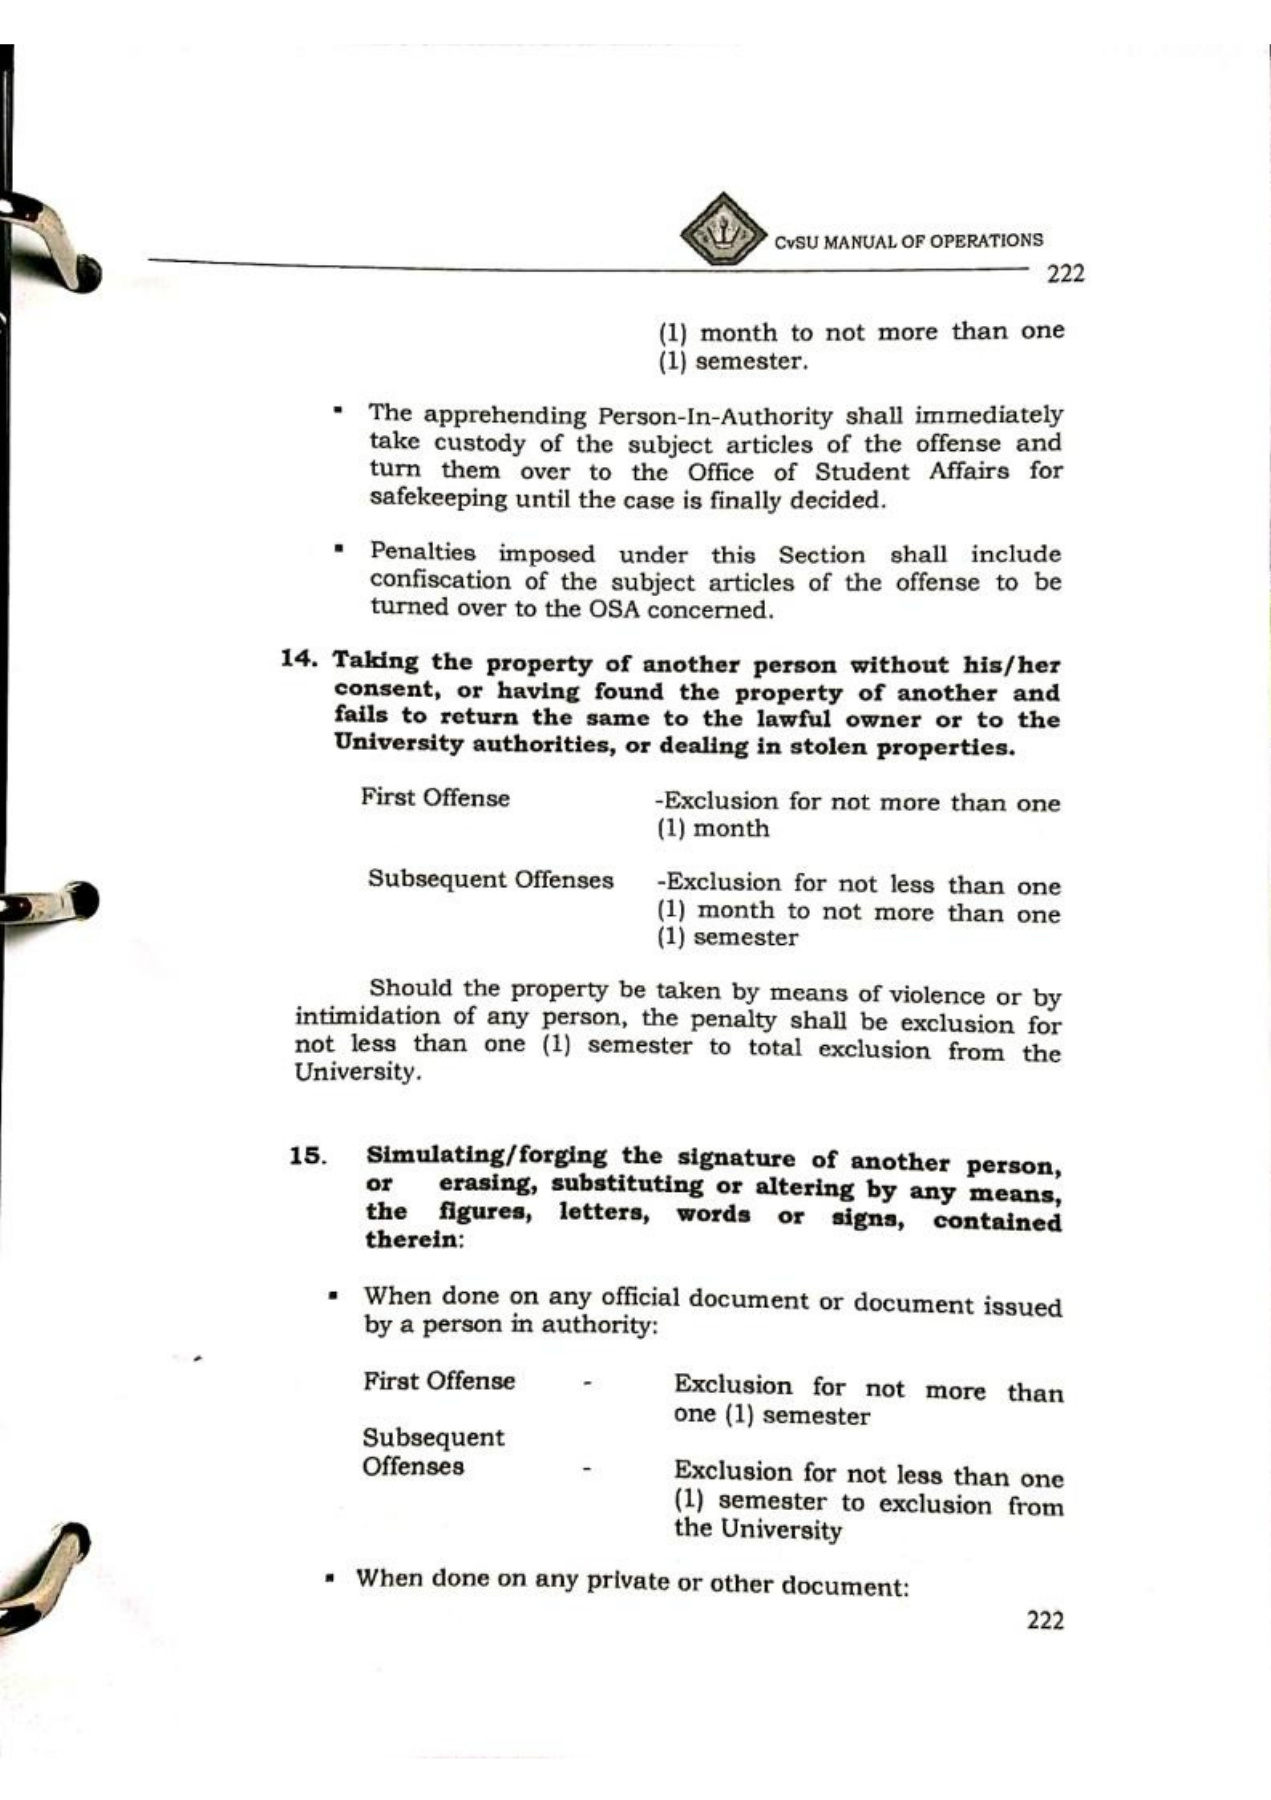 CvSU MANUAL OF OPERATIONS
222
(1) month to not more than one
(1) semester.
▪ The apprehending Person-In-Authority shall immediately
take custody of the subject articles of the offense and
turn them over to the Office of Student Affairs for
safekeeping until the case is finally decided.
▪ Penalties imposed under this Section shall include
confiscation of the subject articles of the offense to be
turned over to the OSA concerned.
14. Taking the property of another person without his/her
consent, or having found the property of another and
fails to return the same to the lawful owner or to the
University authorities, or dealing in stolen properties.
First Offense -Exclusion for not more than one
(1) month
Subsequent Offenses -Exclusion for not less than one
(1) month to not more than one
(1) semester
Should the property be taken by means of violence or by
intimidation of any person, the penalty shall be exclusion for
not less than one (1) semester to total exclusion from the
University.
15. Simulating/forging the signature of another person,
or erasing, substituting or altering by any means,
the figures, letters, words or signs, contained
therein:
▪ When done on any official document or document issued
by a person in authority:
First Offense - Exclusion for not more than
one (1) semester
Subsequent
Offenses - Exclusion for not less than one
(1) semester to exclusion from
the University
▪ When done on any private or other document:
222